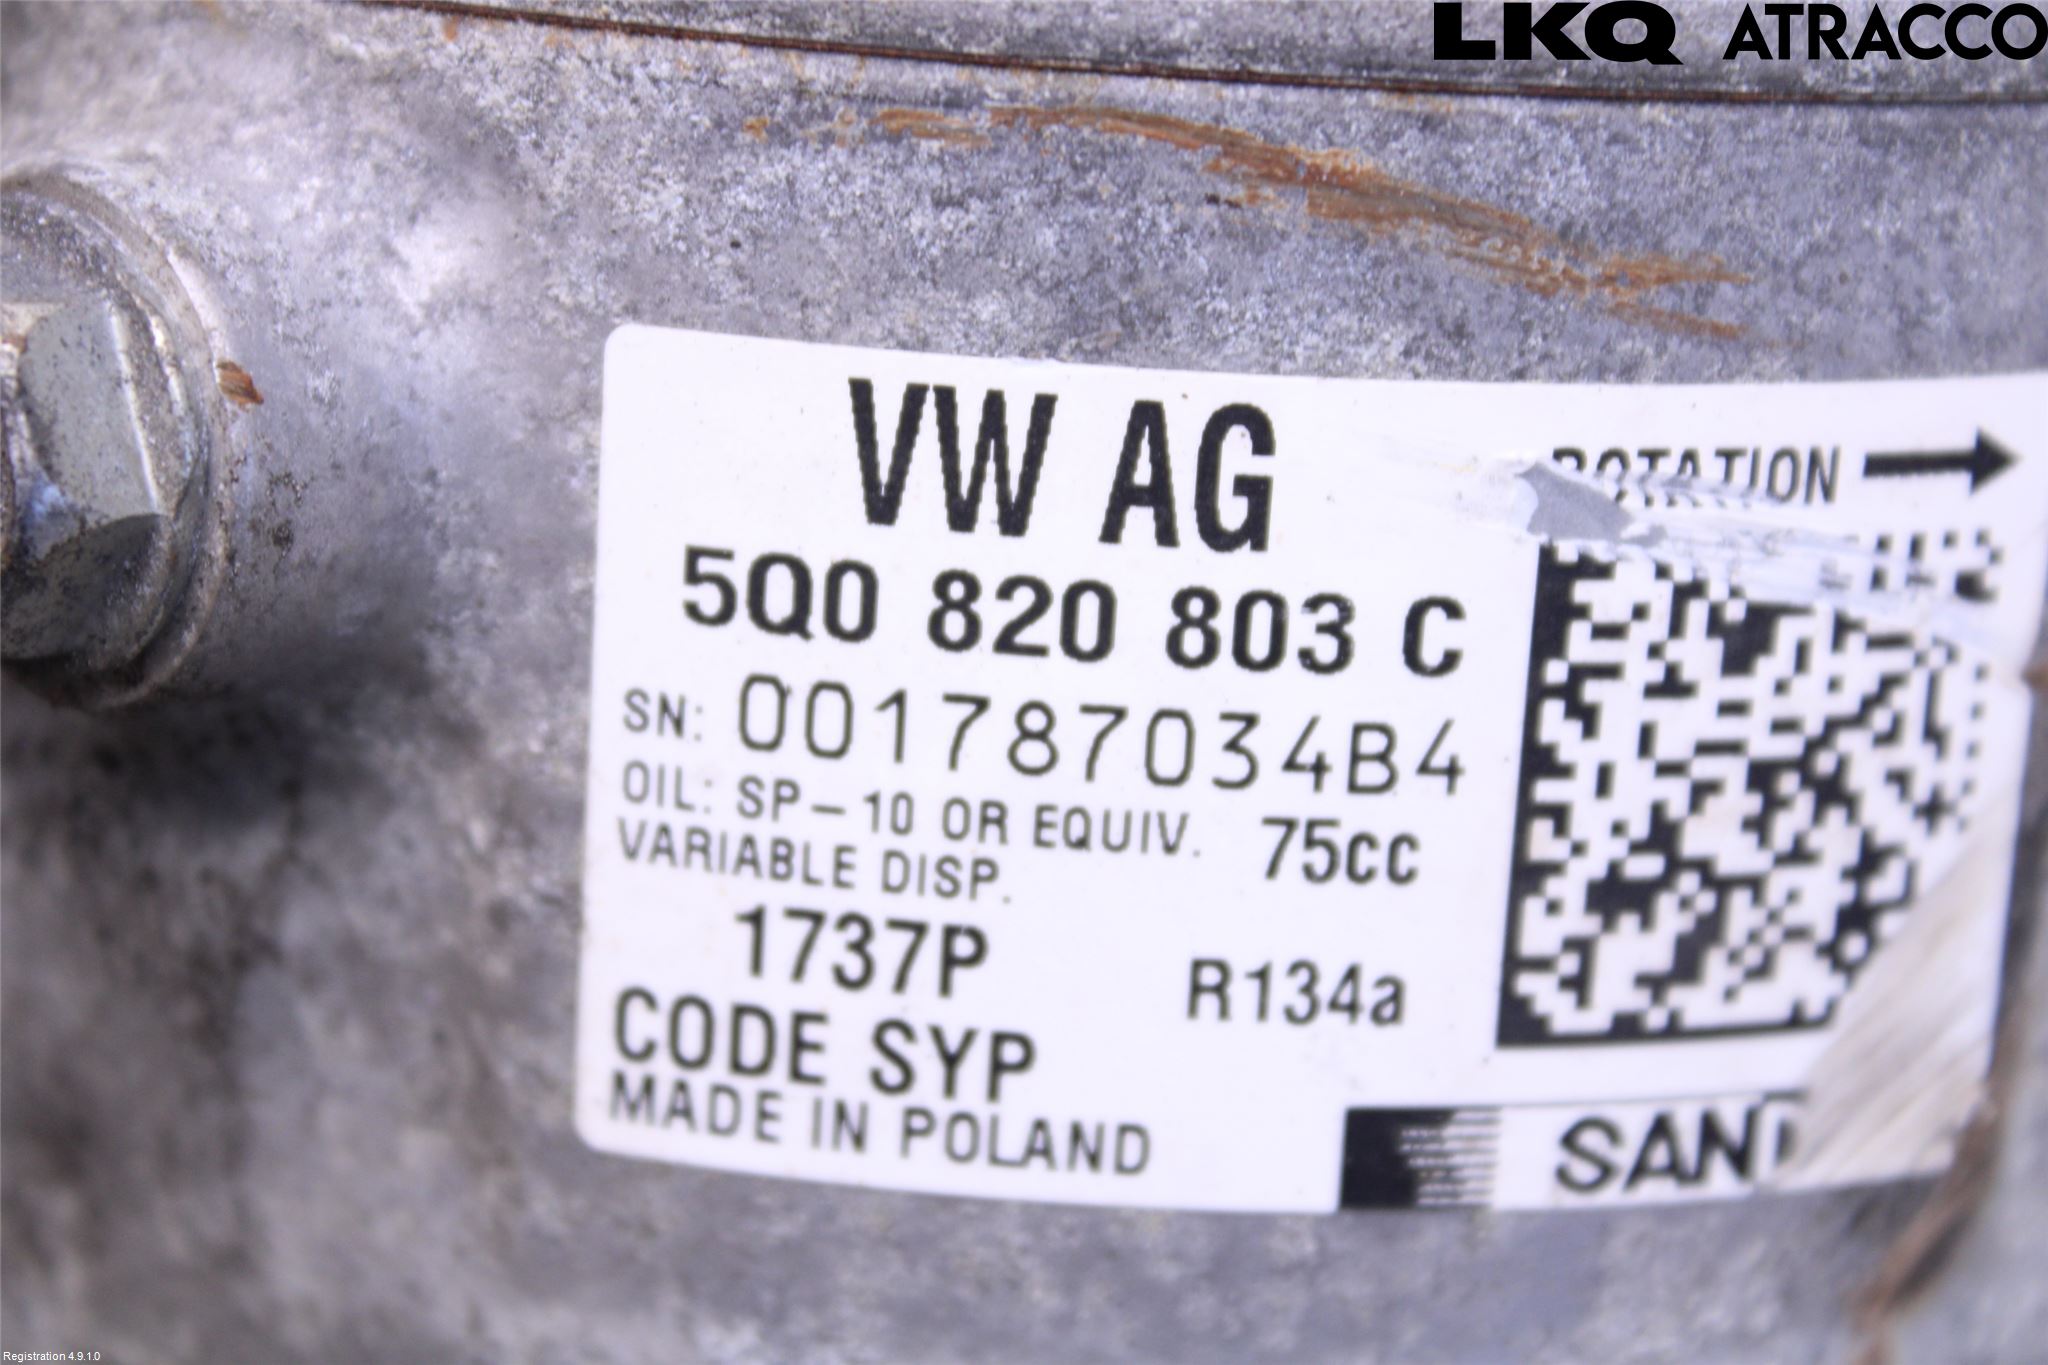 LKQ ATRACCO
VW AG
ROTATION
5Q0 820 803 C
SN: 001787034B4
OIL: SP-10 OR EQUIV. 75cc
VARIABLE DISP.
1737P
R134a
CODE SYP
MADE IN POLAND
SAN
Registration 4.9.1.0